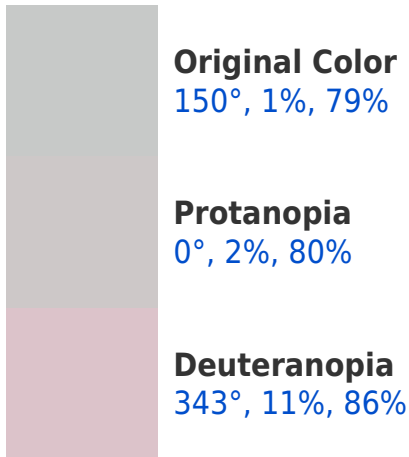 Original Color
150°, 1%, 79%
Protanopia
0°, 2%, 80%
Deuteranopia
343°, 11%, 86%